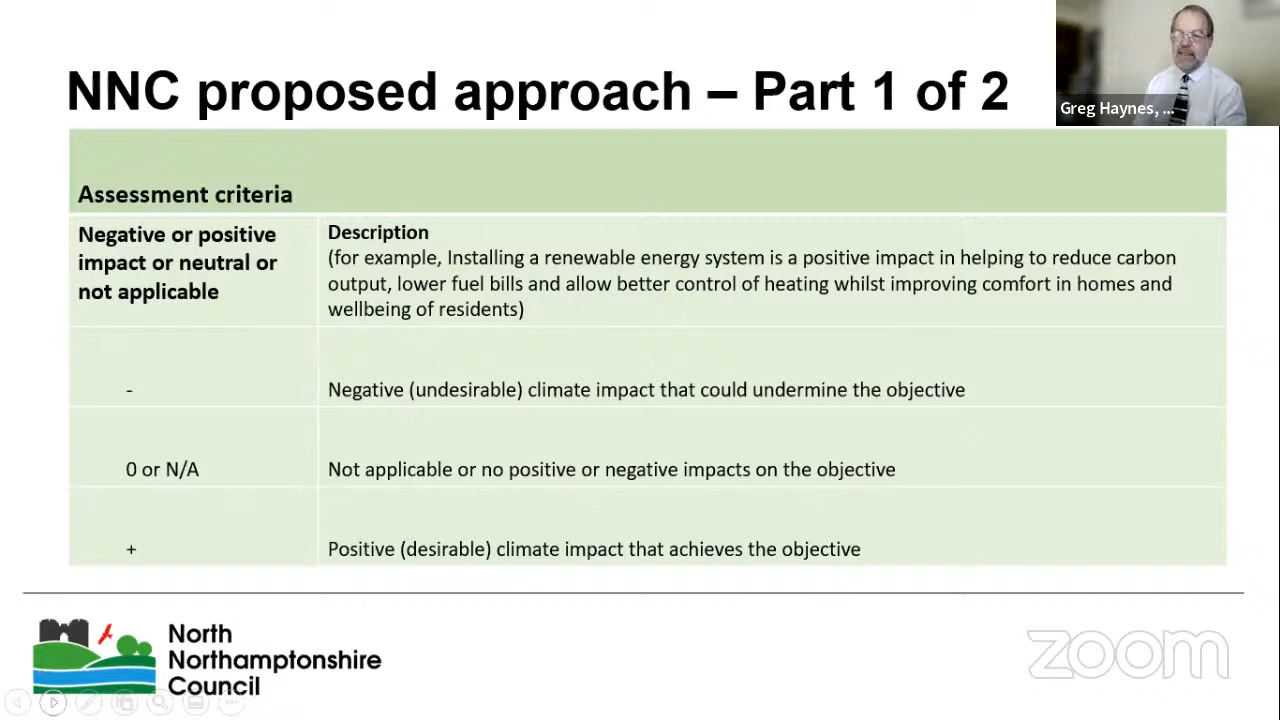 NNC proposed approach – Part 1 of 2
Greg Haynes, ...
Assessment criteria
Negative or positive
impact or neutral or
not applicable
Description
(for example, Installing a renewable energy system is a positive impact in helping to reduce carbon
output, lower fuel bills and allow better control of heating whilst improving comfort in homes and
wellbeing of residents)
-
Negative (undesirable) climate impact that could undermine the objective
0 or N/A
Not applicable or no positive or negative impacts on the objective
+
Positive (desirable) climate impact that achieves the objective
North
Northamptonshire
Council
zoom